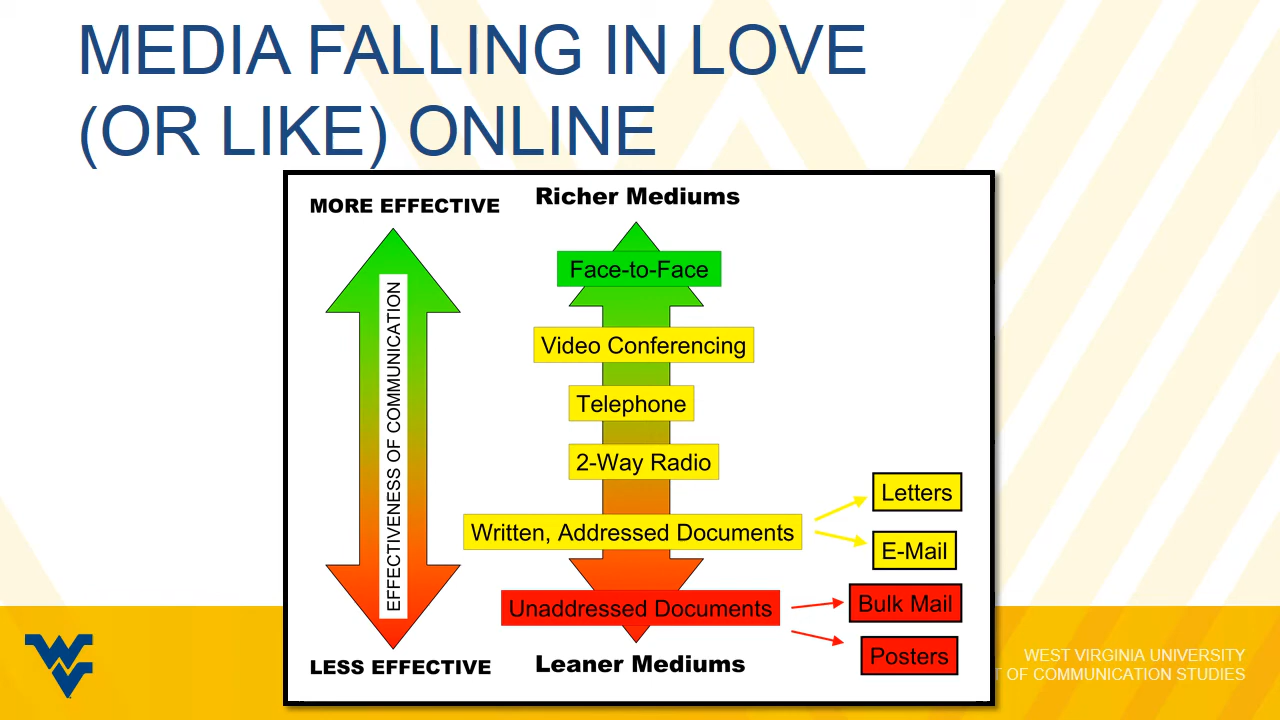 MEDIA FALLING IN LOVE
(OR LIKE) ONLINE
MORE EFFECTIVE
Richer Mediums
EFFECTIVENESS OF COMMUNICATION
Face-to-Face
Video Conferencing
Telephone
2-Way Radio
Written, Addressed Documents
Letters
E-Mail
Unaddressed Documents
Bulk Mail
Posters
LESS EFFECTIVE
Leaner Mediums
WEST VIRGINIA UNIVERSITY
T OF COMMUNICATION STUDIES